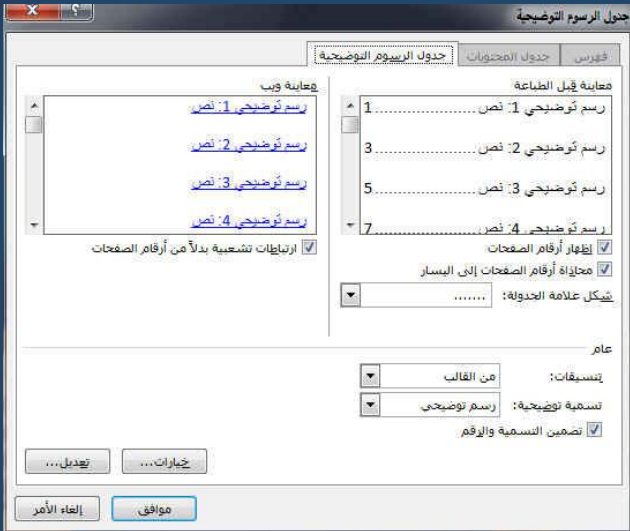 جدول الرسوم التوضيحية
فهرس
جدول المحتويات
جدول الرسوم التوضيحية
معاينة قبل الطباعة
رسم توضيحي 1: نص.................... 1
رسم توضيحي 2: نص.................... 3
رسم توضيحي 3: نص.................... 5
رسم توضيحي 4: نص.................... 7
معاينة ويب
رسم توضيحي 1: نص
رسم توضيحي 2: نص
رسم توضيحي 3: نص
رسم توضيحي 4: نص
إظهار أرقام الصفحات
ارتباطات تشعبية بدلاً من أرقام الصفحات
محاذاة أرقام الصفحات إلى اليسار
شكل علامة الجدولة: .......
عام
تنسيقات: من القالب
تسمية توضيحية: رسم توضيحي
تضمين التسمية والرقم
خيارات...
تعديل...
موافق
إلغاء الأمر